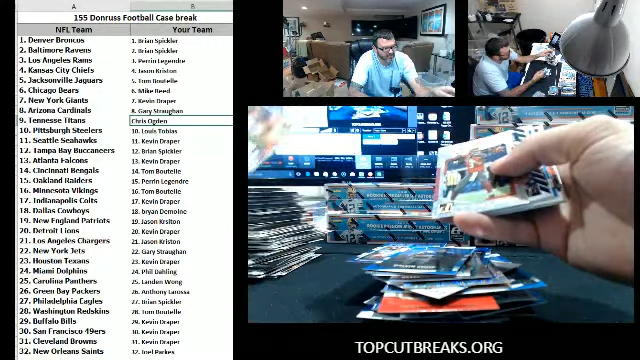 A B
155 Donruss Football Case break
NFL Team Your Team
1. Denver Broncos 1. Brian Spickler
2. Baltimore Ravens 2. Brian Spickler
3. Los Angeles Rams 3. Perrin Legendre
4. Kansas City Chiefs 4. Jason Kriston
5. Jacksonville Jaguars 5. Tom Boutelle
6. Chicago Bears 6. Mike Reed
7. New York Giants 7. Kevin Draper
8. Arizona Cardinals 8. Gary Straughan
9. Tennesse Titans Chris Ogden
10. Pittsburgh Steelers 10. Louis Tobias
11. Seattle Seahawks 11. Kevin Draper
12. Tampa Bay Buccaneers 12. Brian Spickler
13. Atlanta Falcons 13. Kevin Draper
14. Cincinnati Bengals 14. Tom Boutelle
15. Oakland Raiders 15. Perrin Legendre
16. Minnesota Vikings 16. Tom Boutelle
17. Indianapolis Colts 17. Kevin Draper
18. Dallas Cowboys 18. bryan Demoine
19. New England Patriots 19. Jason Kriston
20. Detroit Lions 20. Kevin Draper
21. Los Angeles Chargers 21. Jason Kriston
22. New York Jets 22. Gary Straughan
23. Houston Texans 23. Kevin Draper
24. Miami Dolphins 24. Phil Dahling
25. Carolina Panthers 25. Landen Wong
26. Green Bay Packers 26. Anthony Larossa
27. Philadelphia Eagles 27. Brian Spickler
28. Washington Redskins 28. Tom Boutelle
29. Buffalo Bills 29. Kevin Draper
30. San Francisco 49ers 30. Kevin Draper
31. Cleveland Browns 31. Kevin Draper
32. New Orleans Saints 32. Joel Parkes
TOPCUTBREAKS.ORG